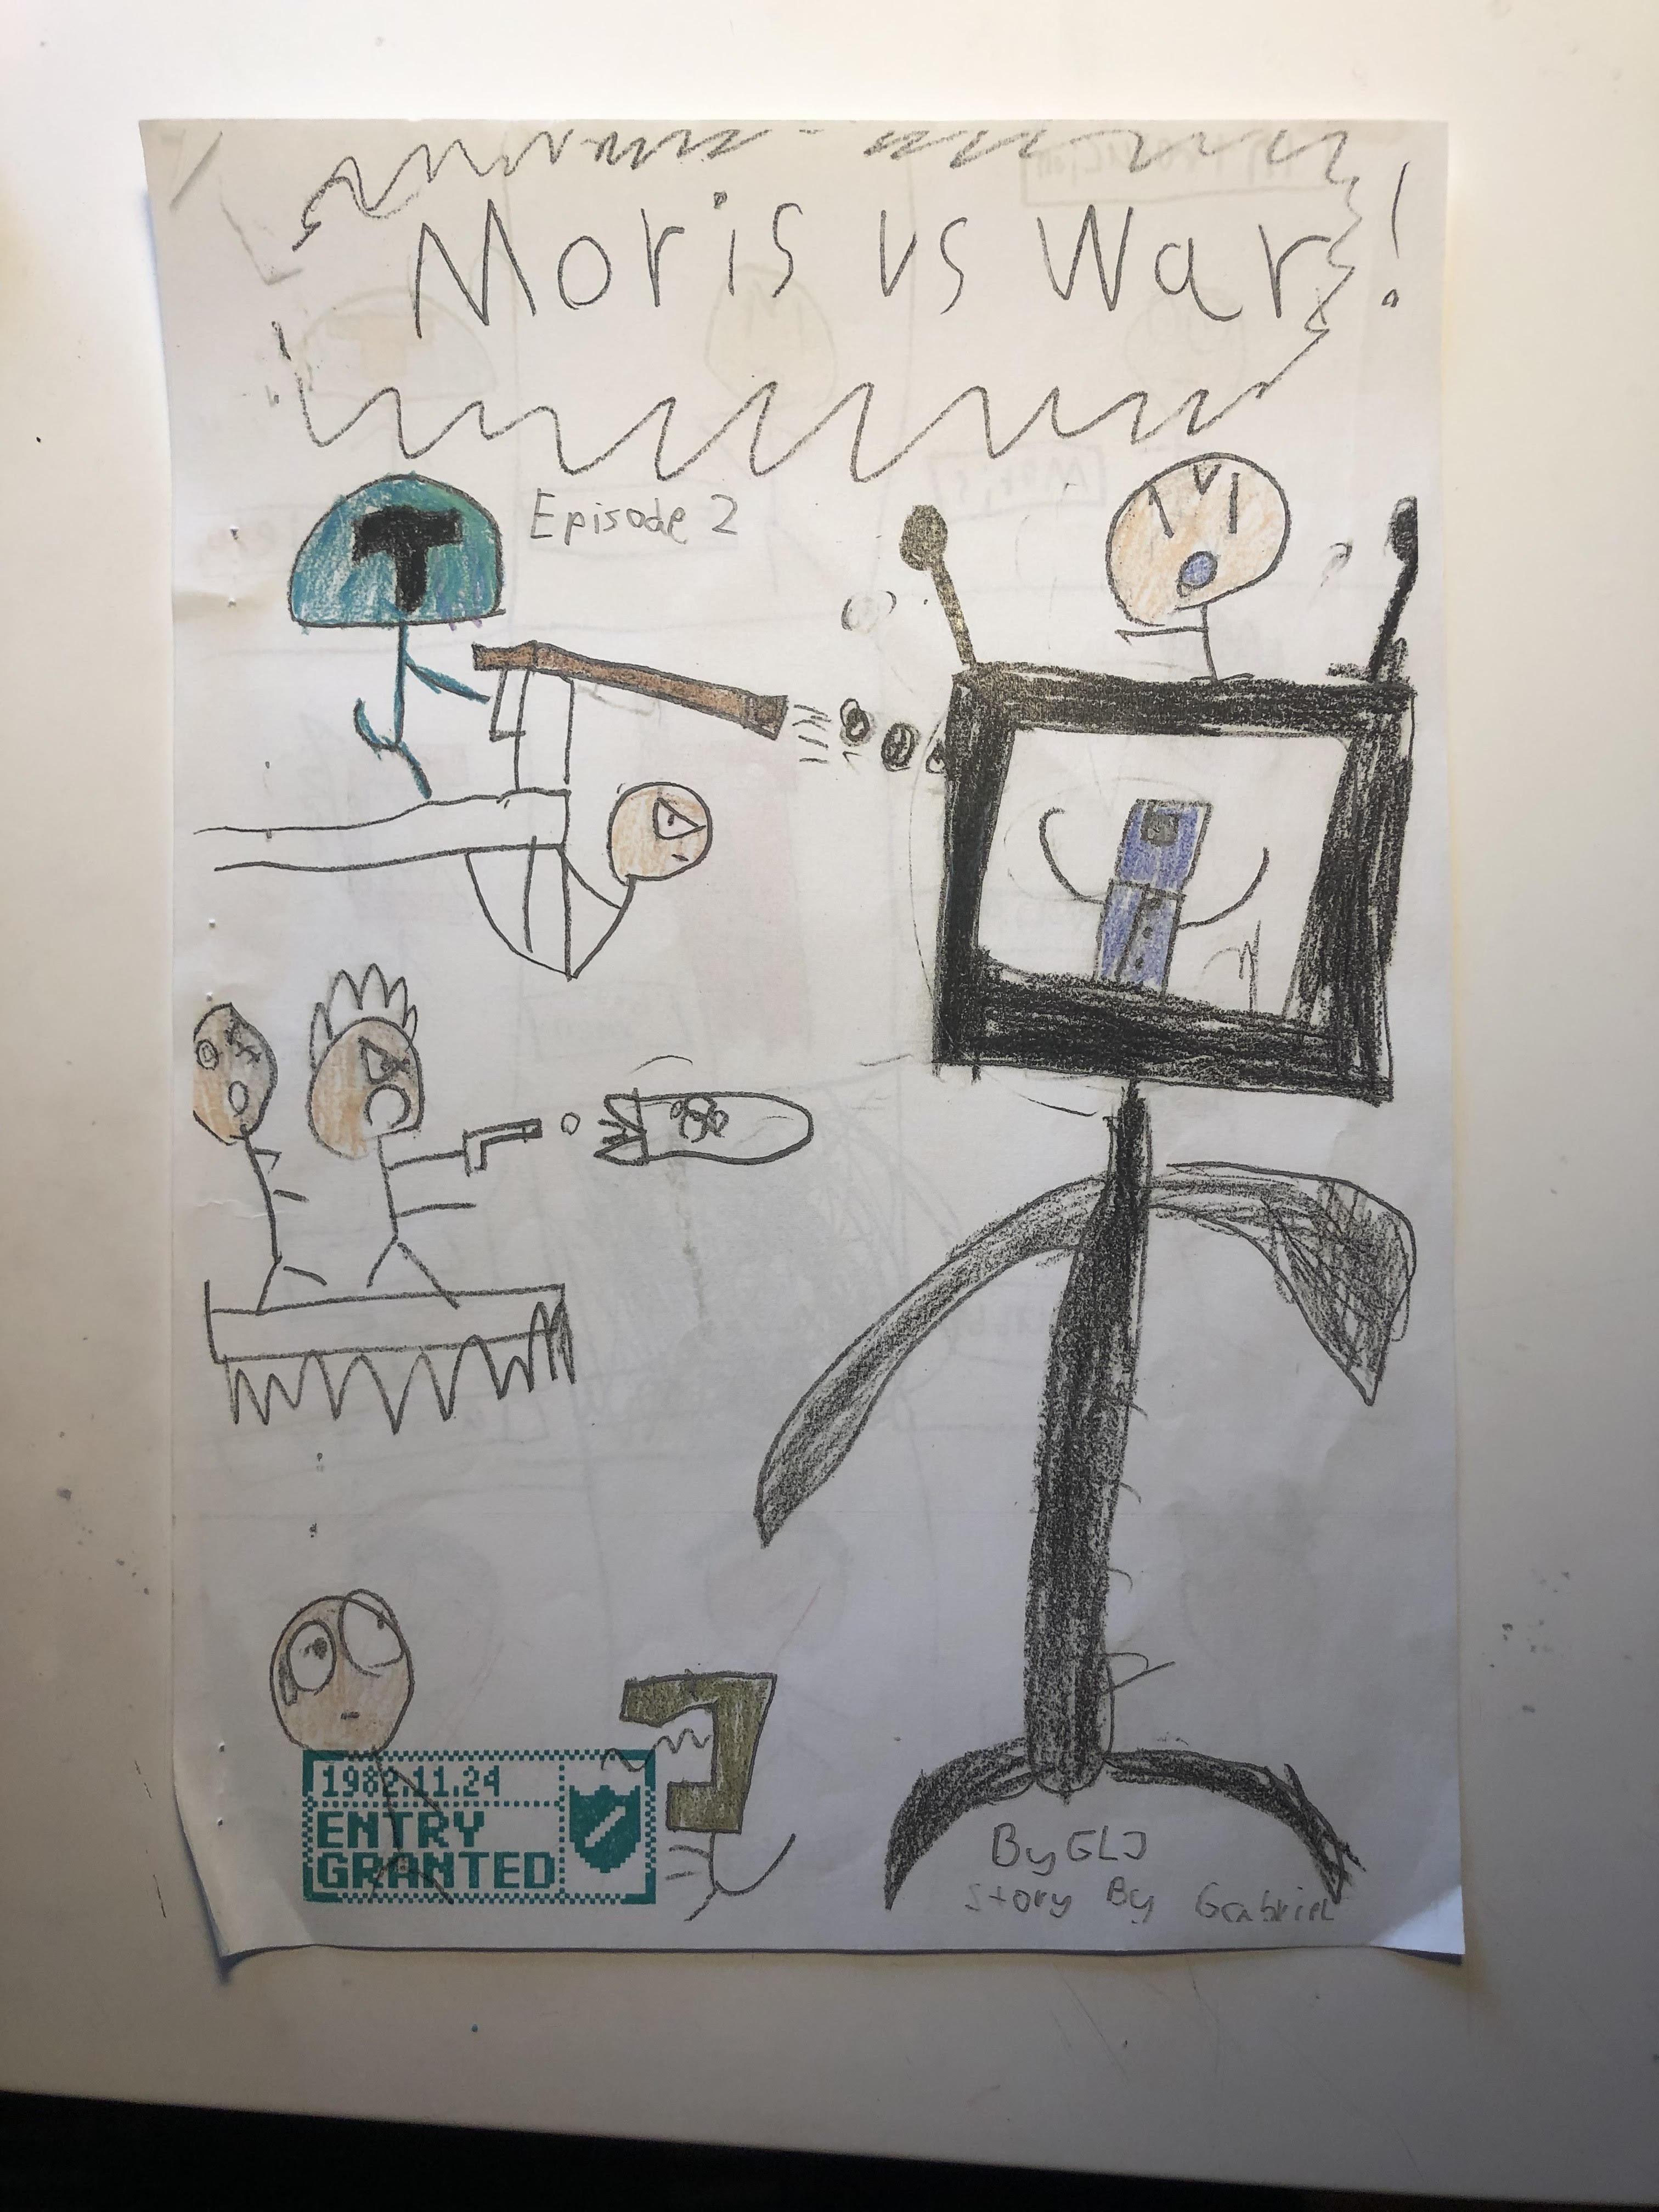 Moris vs War!
Episode 2
T
1982.11.24
ENTRY
GRANTED
By GLJ
Story By Gabriel